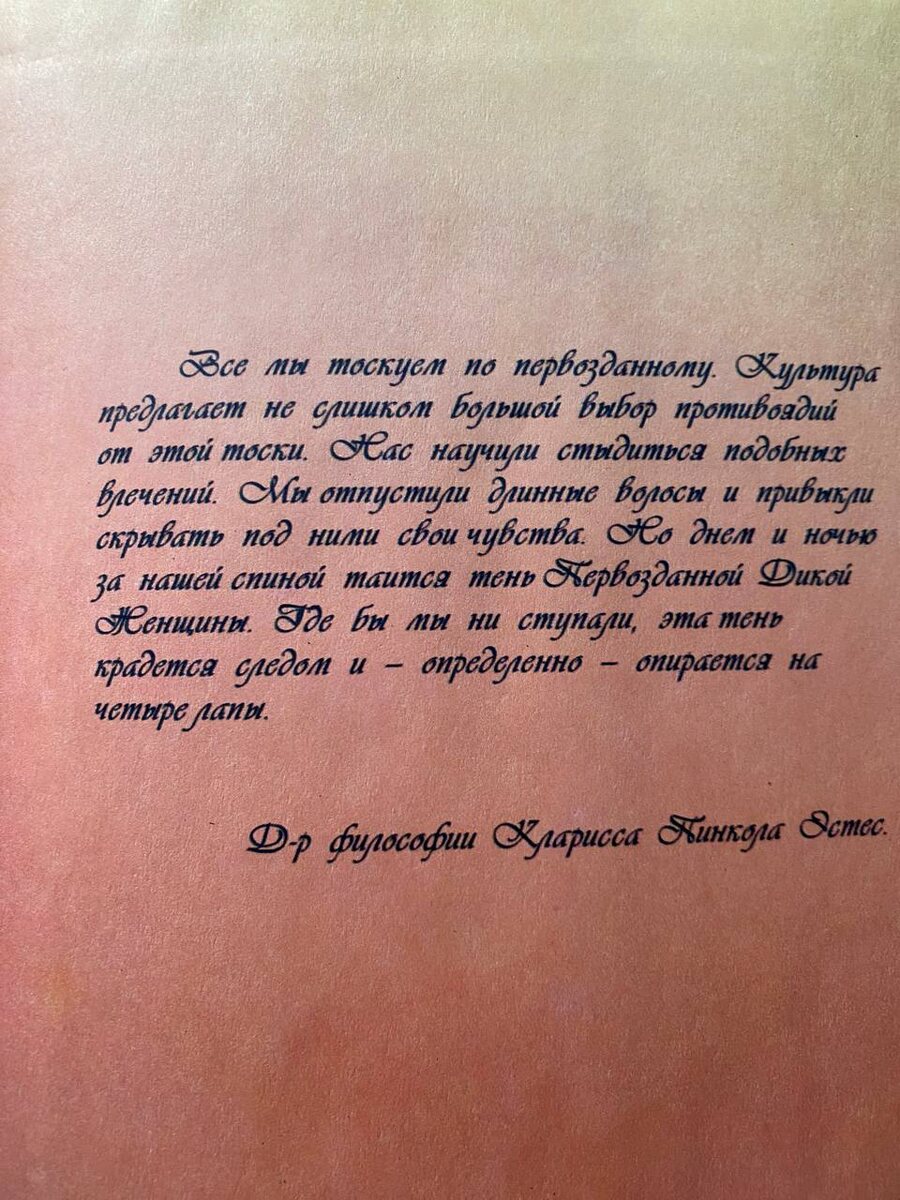 Все мы тоскуем по первозданному. Культура
предлагает не слишком большой выбор противоядий
от этой тоски. Нас научили стыдиться подобных
влечений. Мы отпустили длинные волосы и привыкли
скрывать под ними свои чувства. Но днем и ночью
за нашей спиной таится тень Первозданной Дикой
Женщины. Где бы мы ни ступали, эта тень
крадется следом и – определенно – опирается на
четыре лапы.
Д-р философии Кларисса Пинкола Эстес.